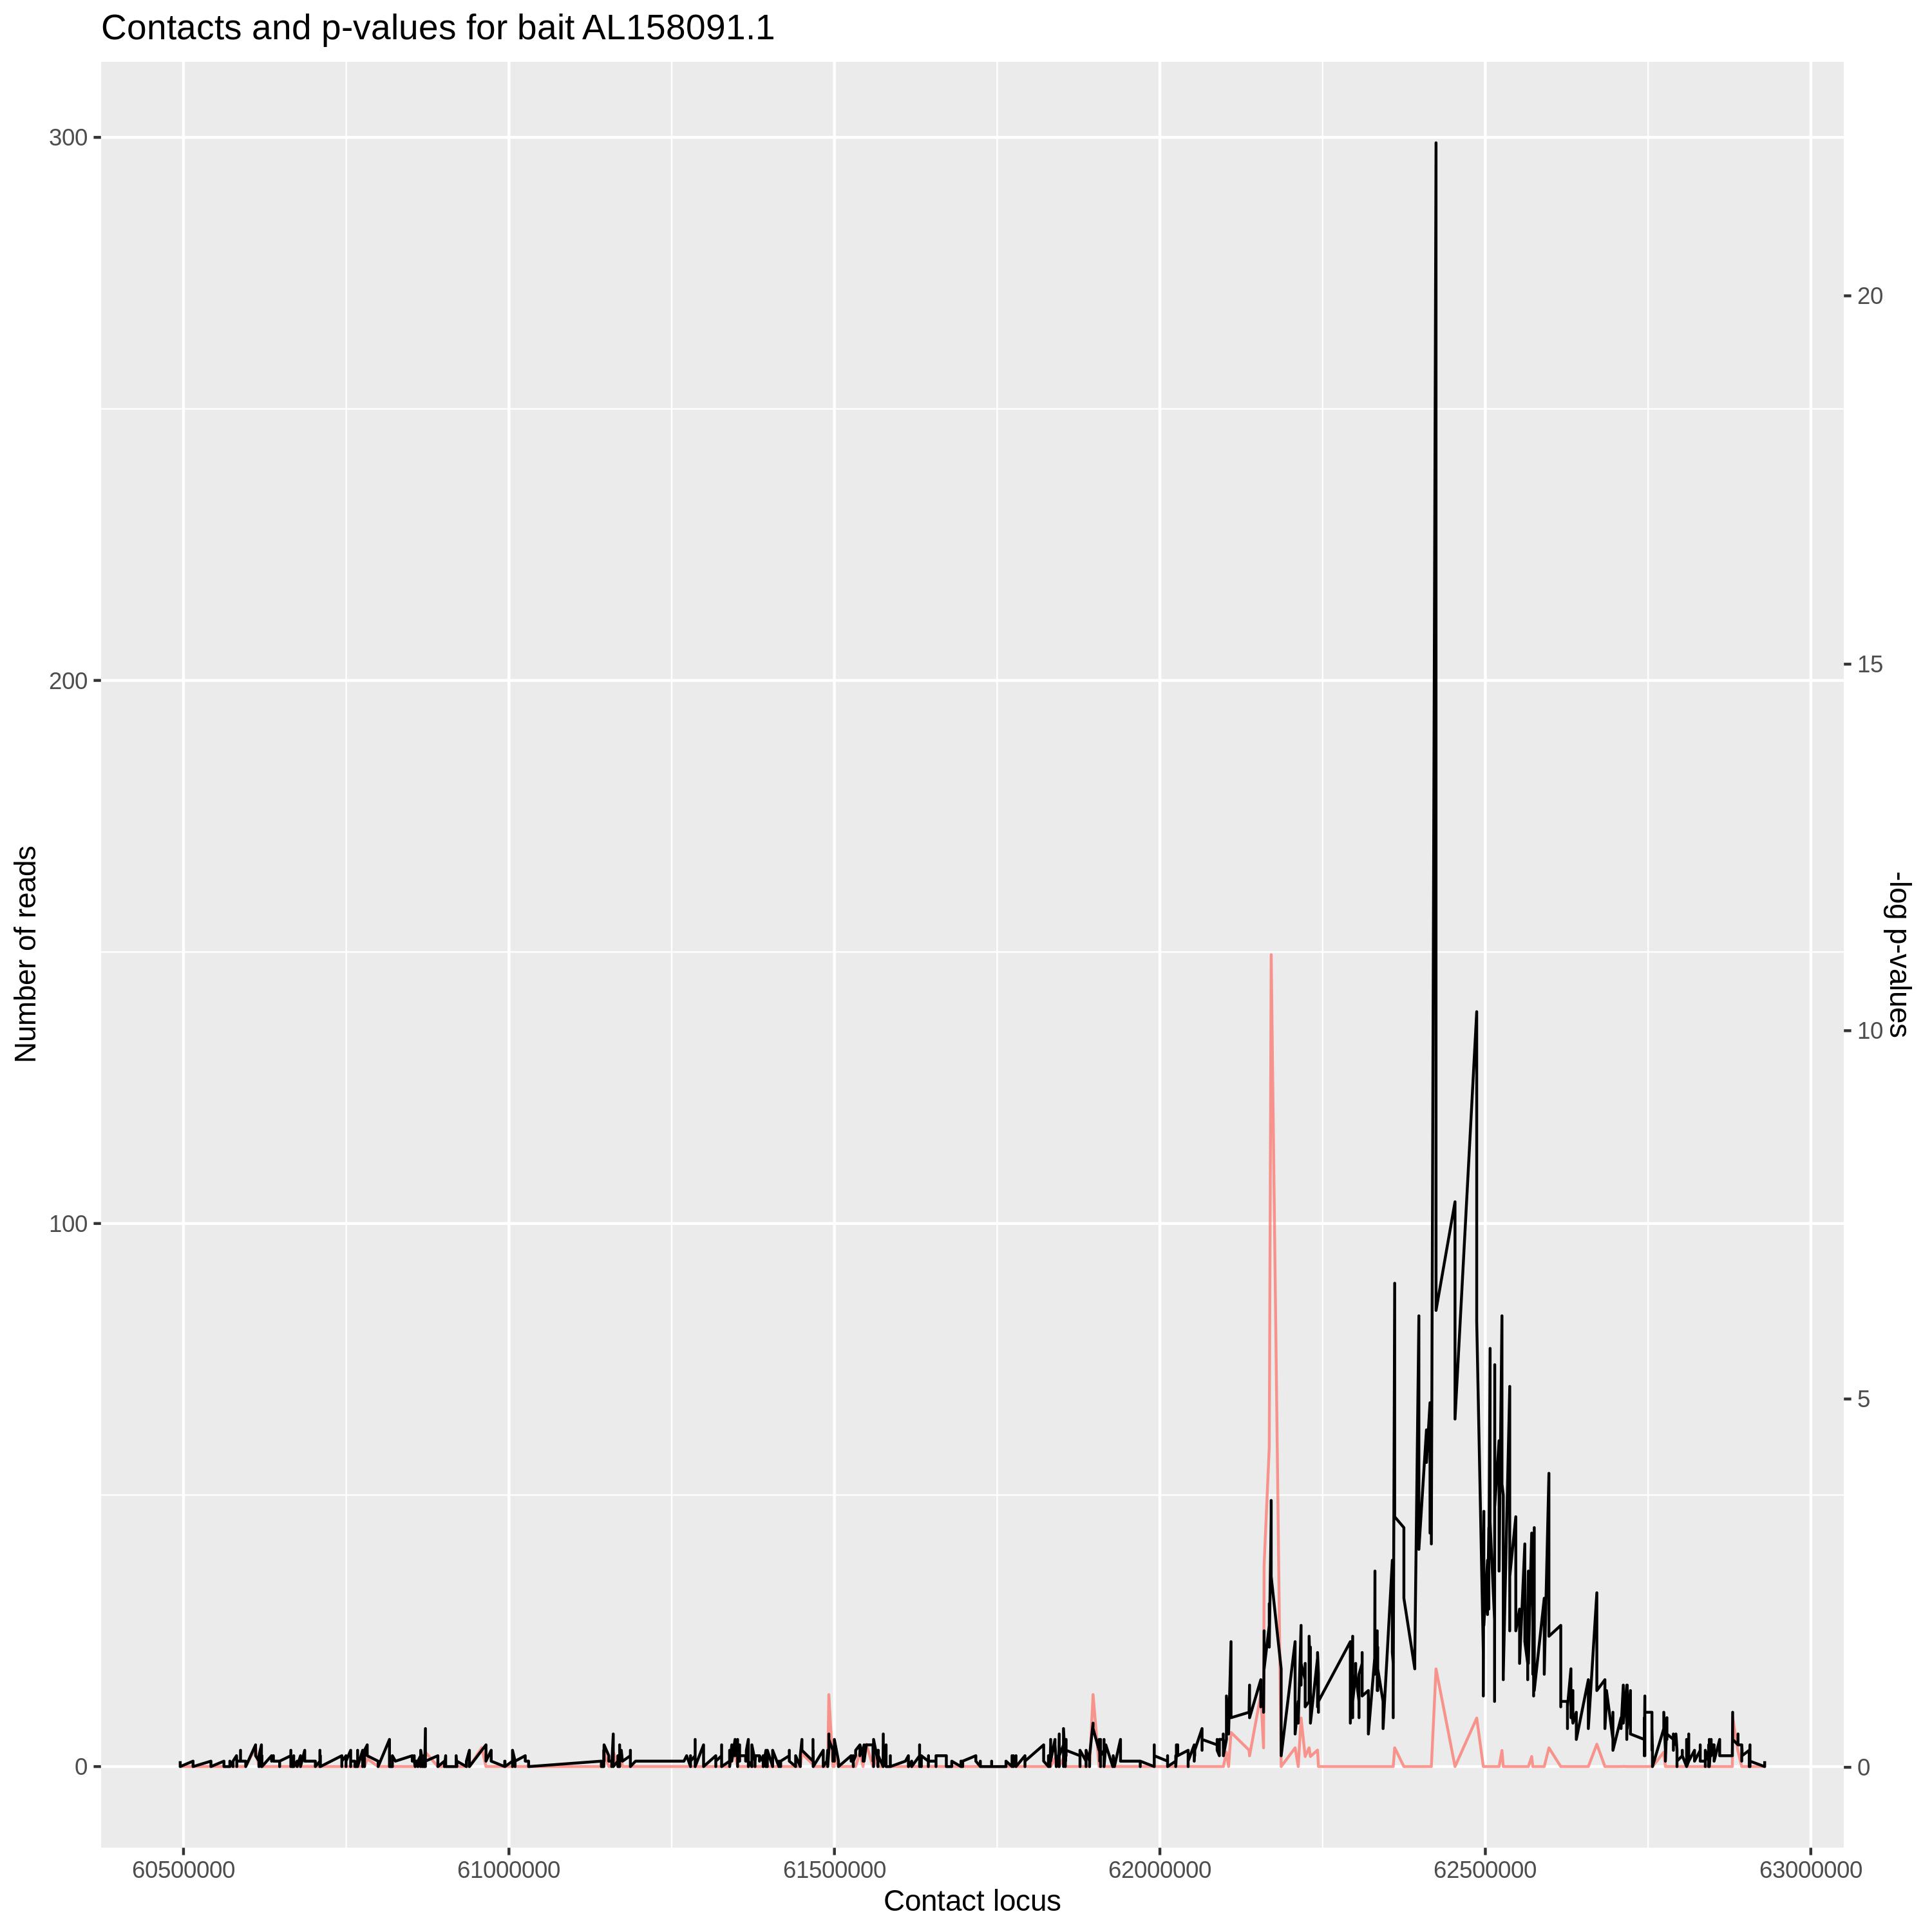 Contacts and p-values for bait AL158091.1
300
200
100
0
20
15
10
5
0
Number of reads
-log p-values
60500000 61000000 61500000 62000000 62500000 63000000
Contact locus